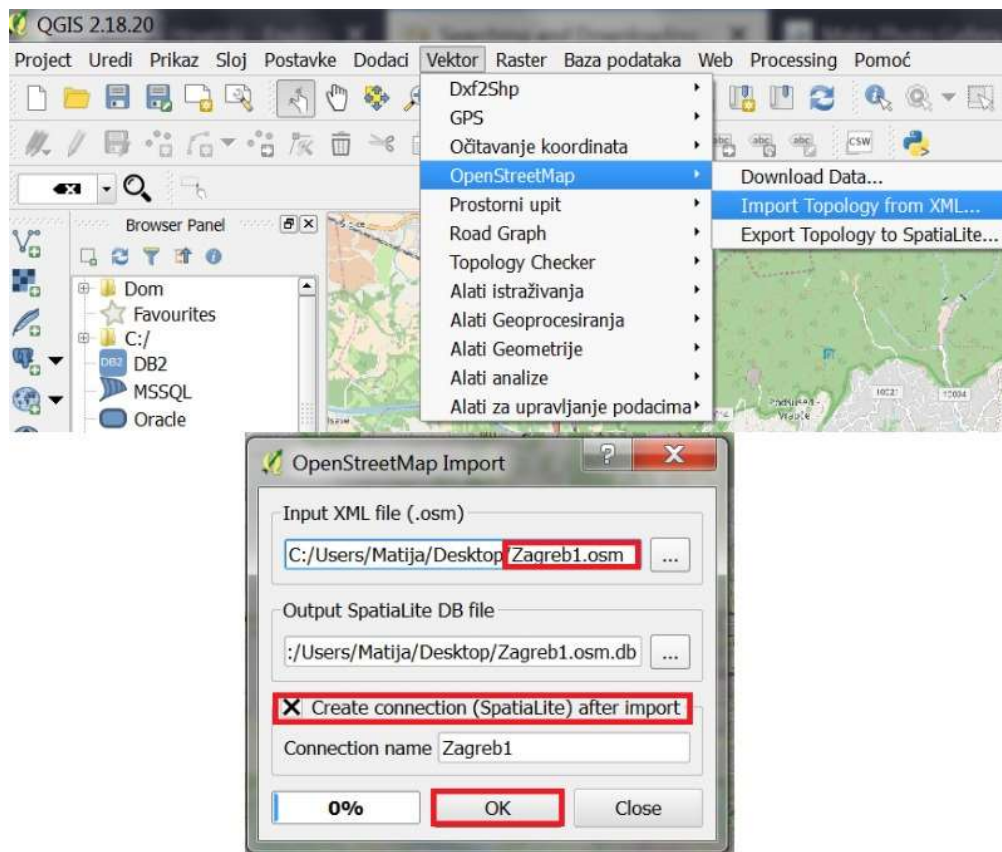 QGIS 2.18.20
Project Uredi Prikaz Sloj Postavke Dodaci Vektor Raster Baza podataka Web Processing Pomoć
Dxf2Shp
GPS
Očitavanje koordinata
OpenStreetMap
Prostorni upit
Road Graph
Topology Checker
Alati istraživanja
Alati Geoprocesiranja
Alati Geometrije
Alati analize
Alati za upravljanje podacima
Download Data...
Import Topology from XML...
Export Topology to SpatiaLite...
abc
abc
CSW
Browser Panel
Dom
Favourites
C:/
DB2
DB2
MSSQL
Oracle
OpenStreetMap Import
Input XML file (.osm)
C:/Users/Matija/Desktop/Zagreb1.osm
...
Output SpatiaLite DB file
:/Users/Matija/Desktop/Zagreb1.osm.db
...
Create connection (SpatiaLite) after import
Connection name Zagreb1
0%
OK
Close